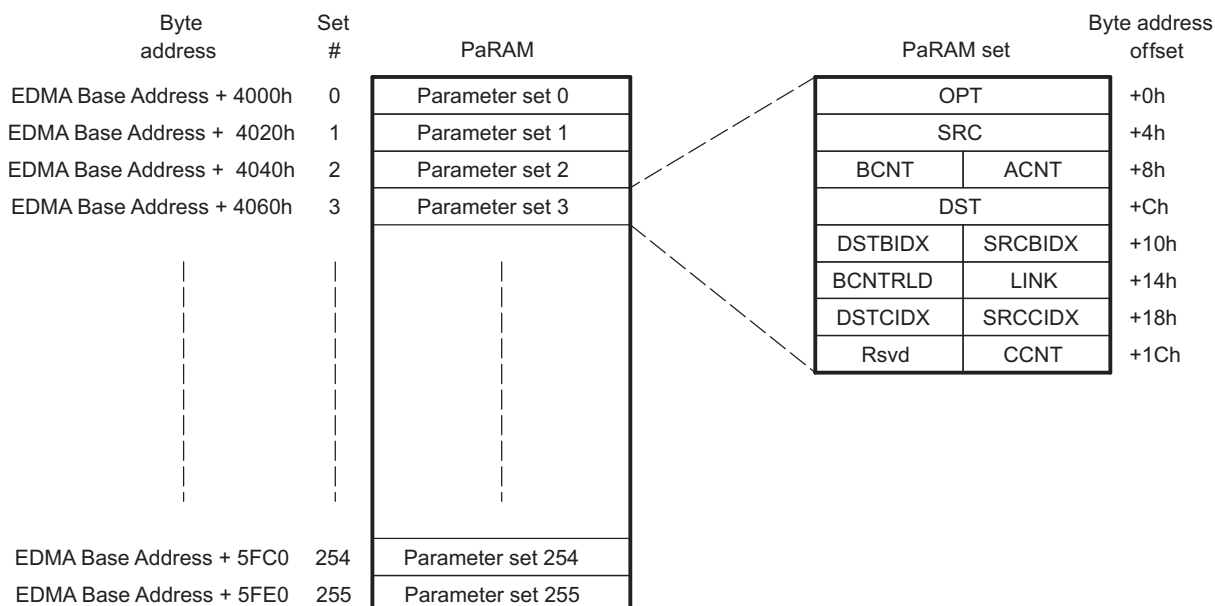 Byte address Set # PaRAM PaRAM set Byte address offset
EDMA Base Address + 4000h 0 Parameter set 0 OPT +0h
EDMA Base Address + 4020h 1 Parameter set 1 SRC +4h
EDMA Base Address + 4040h 2 Parameter set 2 BCNT ACNT +8h
EDMA Base Address + 4060h 3 Parameter set 3 DST +Ch
DSTBIDX SRCBIDX +10h
BCNTRLD LINK +14h
DSTCIDX SRCCIDX +18h
Rsvd CCNT +1Ch
EDMA Base Address + 5FC0 254 Parameter set 254
EDMA Base Address + 5FE0 255 Parameter set 255